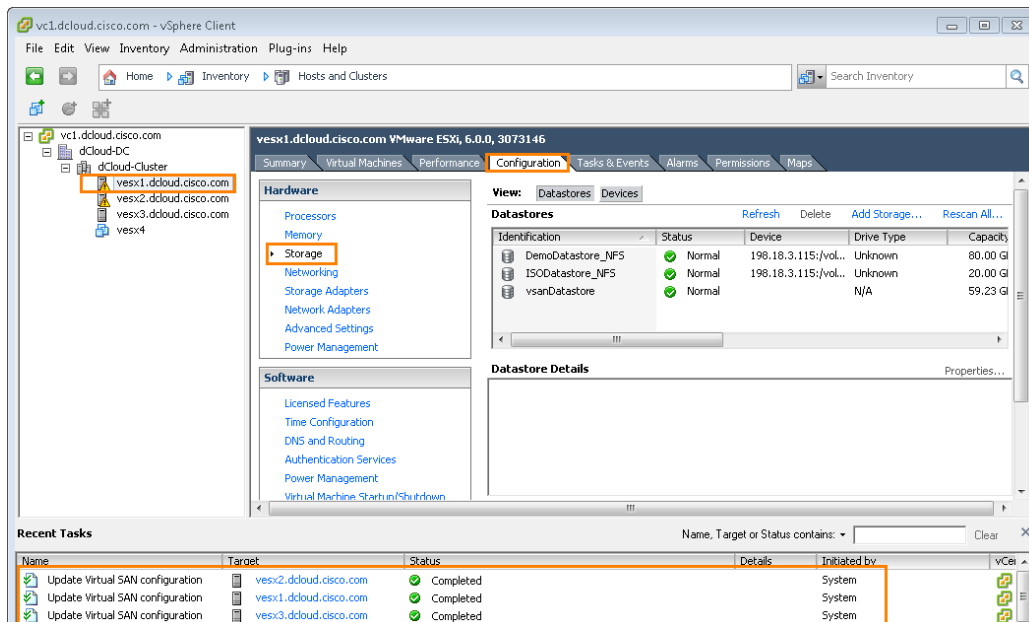 vc1.dcloud.cisco.com - vSphere Client
File Edit View Inventory Administration Plug-ins Help
Home Inventory Hosts and Clusters Search Inventory
vc1.dcloud.cisco.com
dCloud-DC
dCloud-Cluster
vesx1.dcloud.cisco.com
vesx2.dcloud.cisco.com
vesx3.dcloud.cisco.com
vesx4
vesx1.dcloud.cisco.com VMware ESXi, 6.0.0, 3073146
Summary Virtual Machines Performance Configuration Tasks & Events Alarms Permissions Maps
Hardware
Processors
Memory
Storage
Networking
Storage Adapters
Network Adapters
Advanced Settings
Power Management
Software
Licensed Features
Time Configuration
DNS and Routing
Authentication Services
Power Management
Virtual Machine Startup/Shutdown
View: Datastores Devices
Datastores Refresh Delete Add Storage... Rescan All...
Identification Status Device Drive Type Capacity
DemoDatastore_NFS Normal 198.18.3.115:/vol... Unknown 80.00 G
ISODatastore_NFS Normal 198.18.3.115:/vol... Unknown 20.00 G
vsanDatastore Normal N/A 59.23 G
Datastore Details Properties...
Recent Tasks Name, Target or Status contains: Clear
Name Target Status Details Initiated by vCe
Update Virtual SAN configuration vesx2.dcloud.cisco.com Completed System
Update Virtual SAN configuration vesx1.dcloud.cisco.com Completed System
Update Virtual SAN configuration vesx3.dcloud.cisco.com Completed System